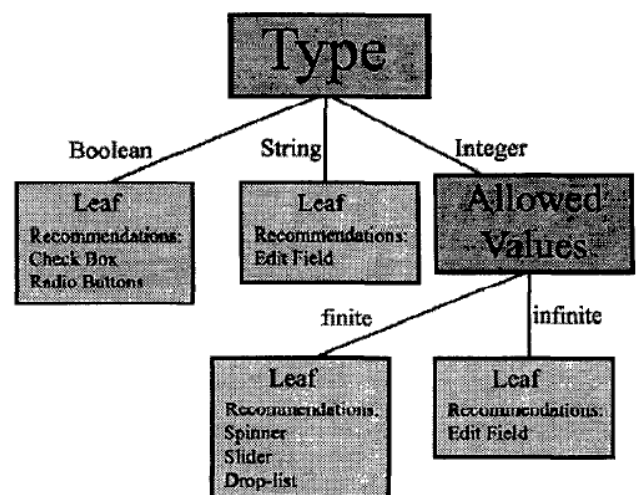 Type
Boolean
String
Integer
Leaf
Recommendations:
Check Box
Radio Buttons
Leaf
Recommendations:
Edit Field
Allowed
Values
finite
infinite
Leaf
Recommendations:
Spinner
Slider
Drop-list
Leaf
Recommendations:
Edit Field